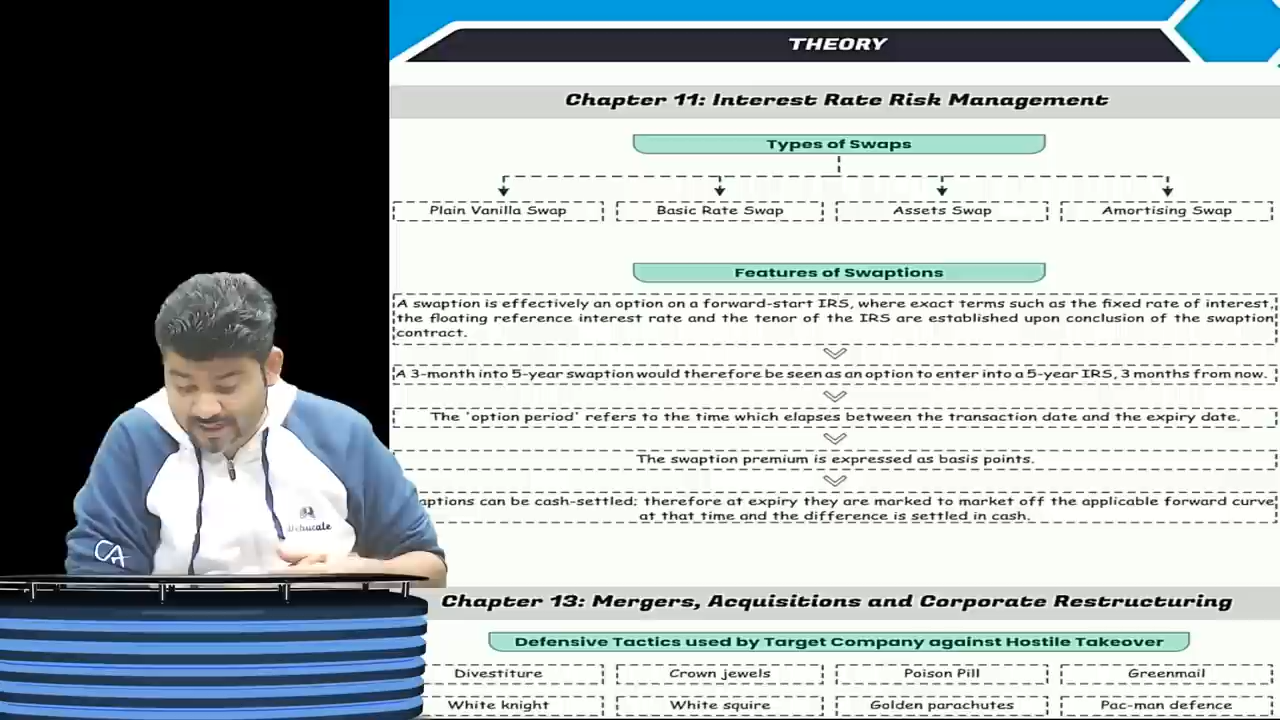 THEORY
Chapter 11: Interest Rate Risk Management
Types of Swaps
Plain Vanilla Swap
Basic Rate Swap
Assets Swap
Amortising Swap
Features of Swaptions
A swaption is effectively an option on a forward-start IRS, where exact terms such as the fixed rate of interest,
the floating reference interest rate and the tenor of the IRS are established upon conclusion of the swaption
contract.
A 3-month into 5-year swaption would therefore be seen as an option to enter into a 5-year IRS, 3 months from now.
The 'option period' refers to the time which elapses between the transaction date and the expiry date.
The swaption premium is expressed as basis points.
aptions can be cash-settled; therefore at expiry they are marked to market off the applicable forward curve
at that time and the difference is settled in cash.
CA
Chapter 13: Mergers, Acquisitions and Corporate Restructuring
Defensive Tactics used by Target Company against Hostile Takeover
Divestiture
Crown jewels
Poison Pill
Greenmail
White knight
White squire
Golden parachutes
Pac-man defence